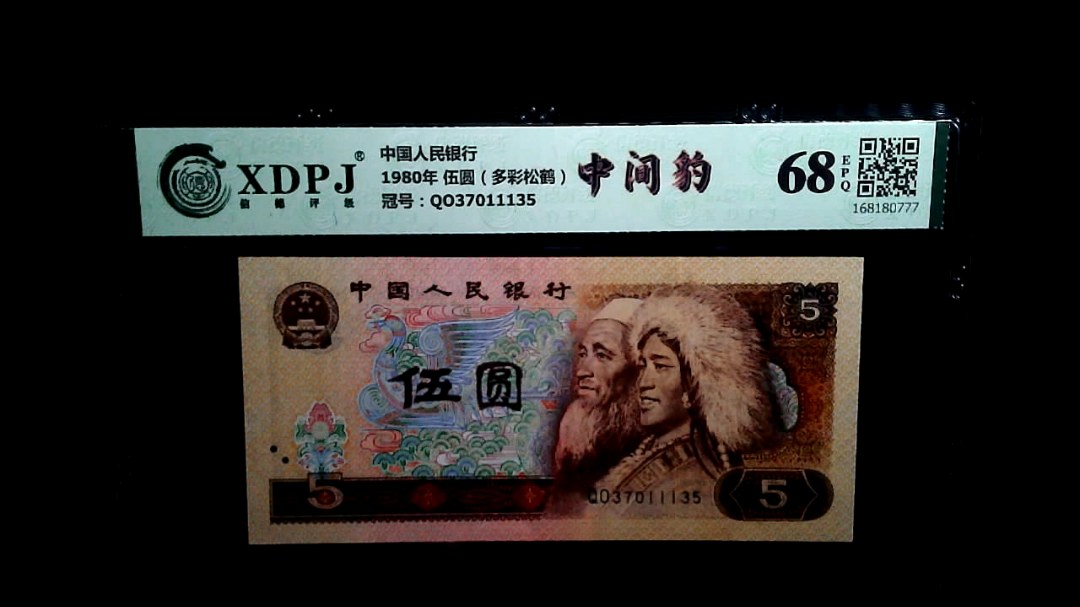 XDPJ®
信德评级
中国人民银行
1980年 伍圆（多彩松鹤）
冠号：QO37011135
中间豹
68
EPQ
168180777
中国人民银行
5
伍圆
5
QO37011135
5